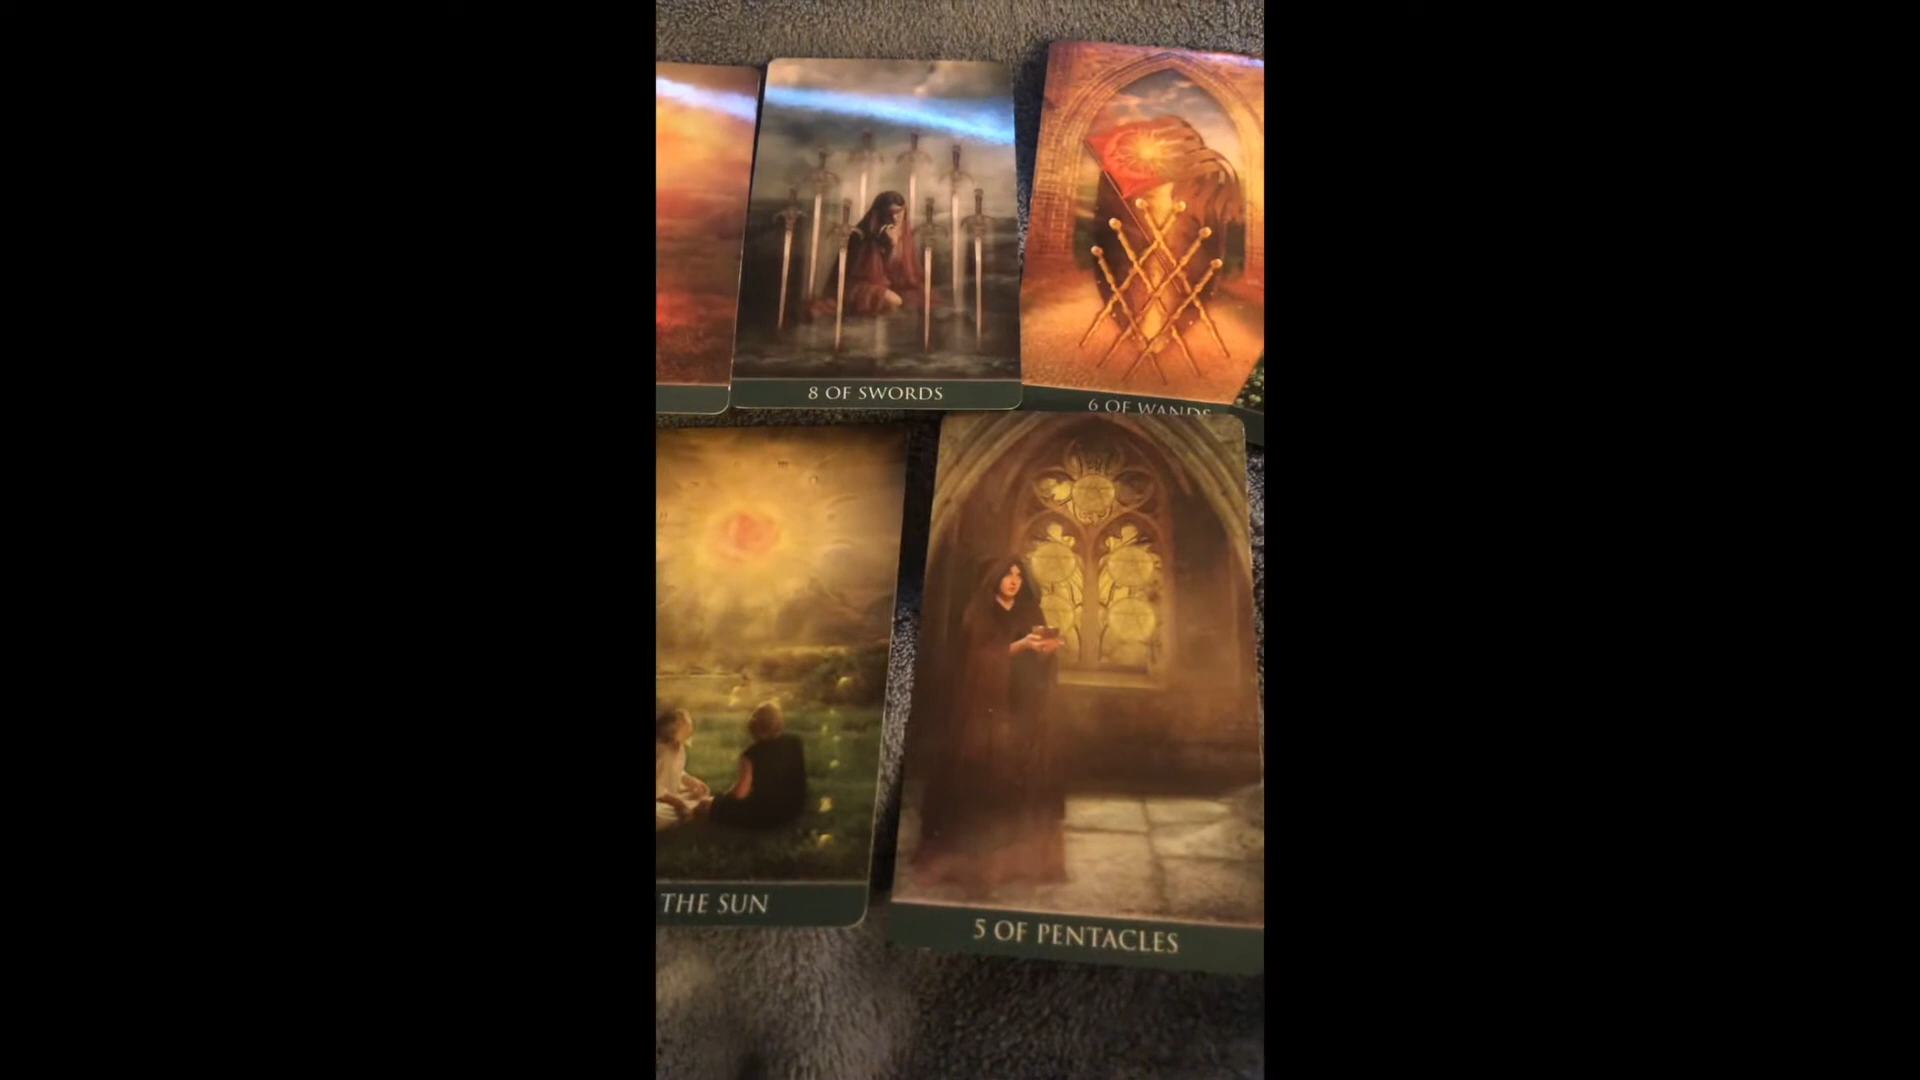 8 OF SWORDS
6 OF WANDS
THE SUN
5 OF PENTACLES